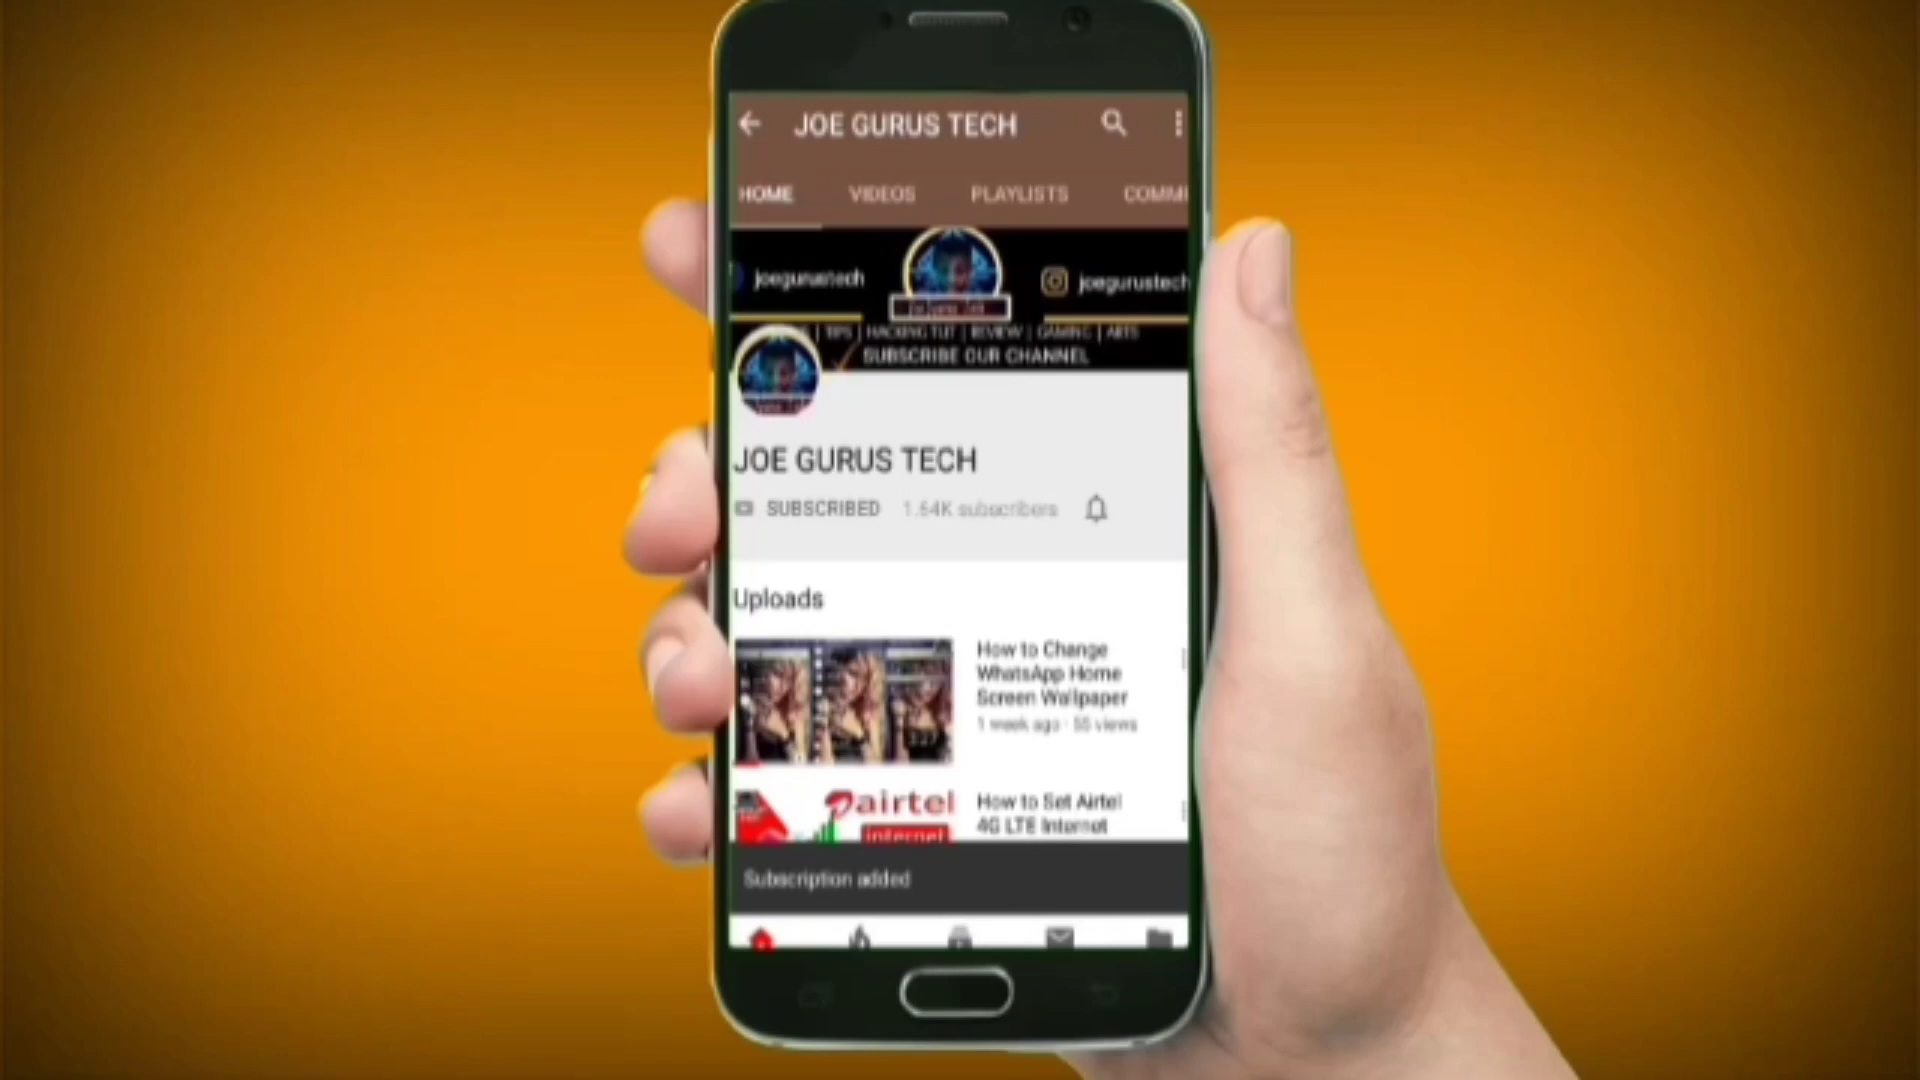 JOE GURUS TECH
HOME VIDEOS PLAYLISTS COMM
joegurustech
joegurustech
TIPS | HACKING TUT | REVIEW | GAMING | ARTS
SUBSCRIBE OUR CHANNEL
JOE GURUS TECH
SUBSCRIBED 1.64K subscribers
Uploads
How to Change
WhatsApp Home
Screen Wallpaper
1 week ago · 55 views
airtel
internet
How to Set Airtel
4G LTE Internet
Subscription added